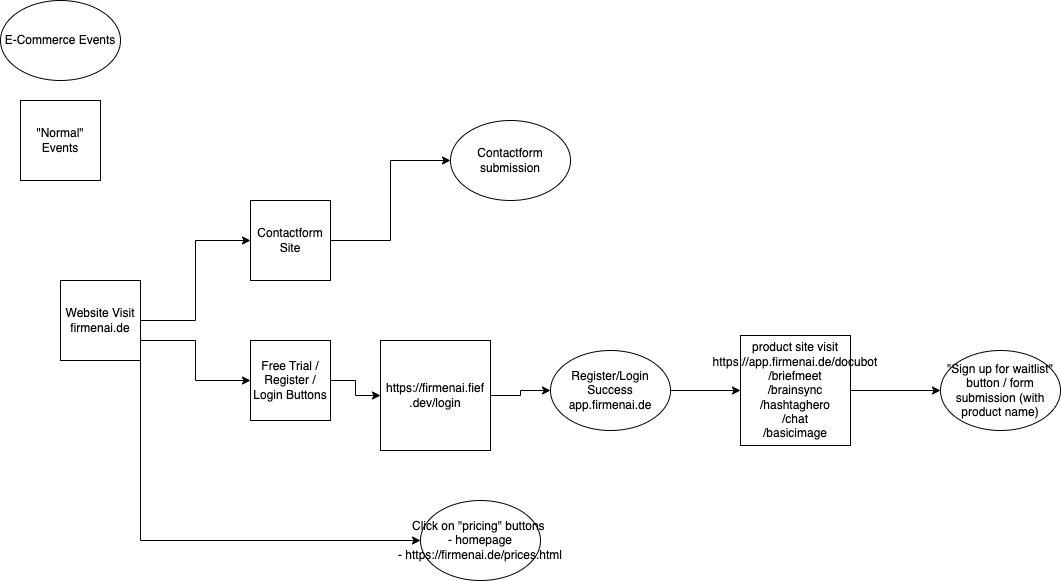 E-Commerce Events
"Normal"
Events
Contactform
submission
Contactform
Site
Website Visit
firmenai.de
Free Trial /
Register /
Login Buttons
https://firmenai.fief
.dev/login
Register/Login
Success
app.firmenai.de
product site visit
https://app.firmenai.de/docubot
/briefmeet
/brainsync
/hashtaghero
/chat
/basicimage
"Sign up for waitlist"
button / form
submission (with
product name)
Click on "pricing" buttons
- homepage
- https://firmenai.de/prices.html